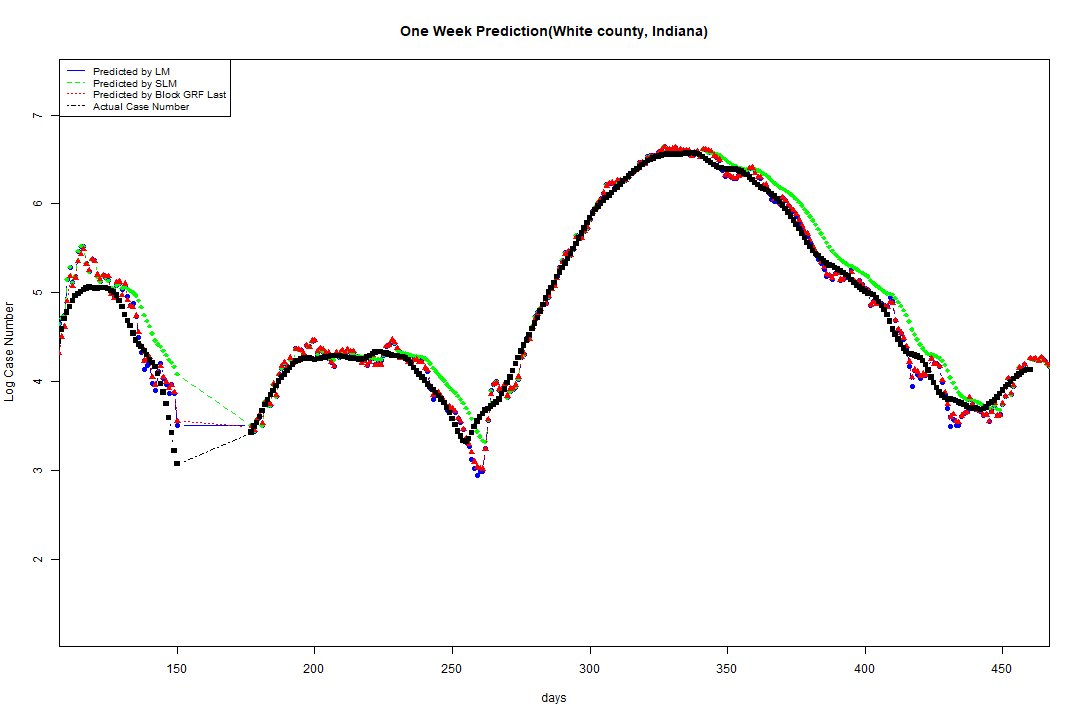 One Week Prediction(White county, Indiana)
Predicted by LM
Predicted by SLM
Predicted by Block GRF Last
Actual Case Number
7
6
5
4
3
2
Log Case Number
150 200 250 300 350 400 450
days